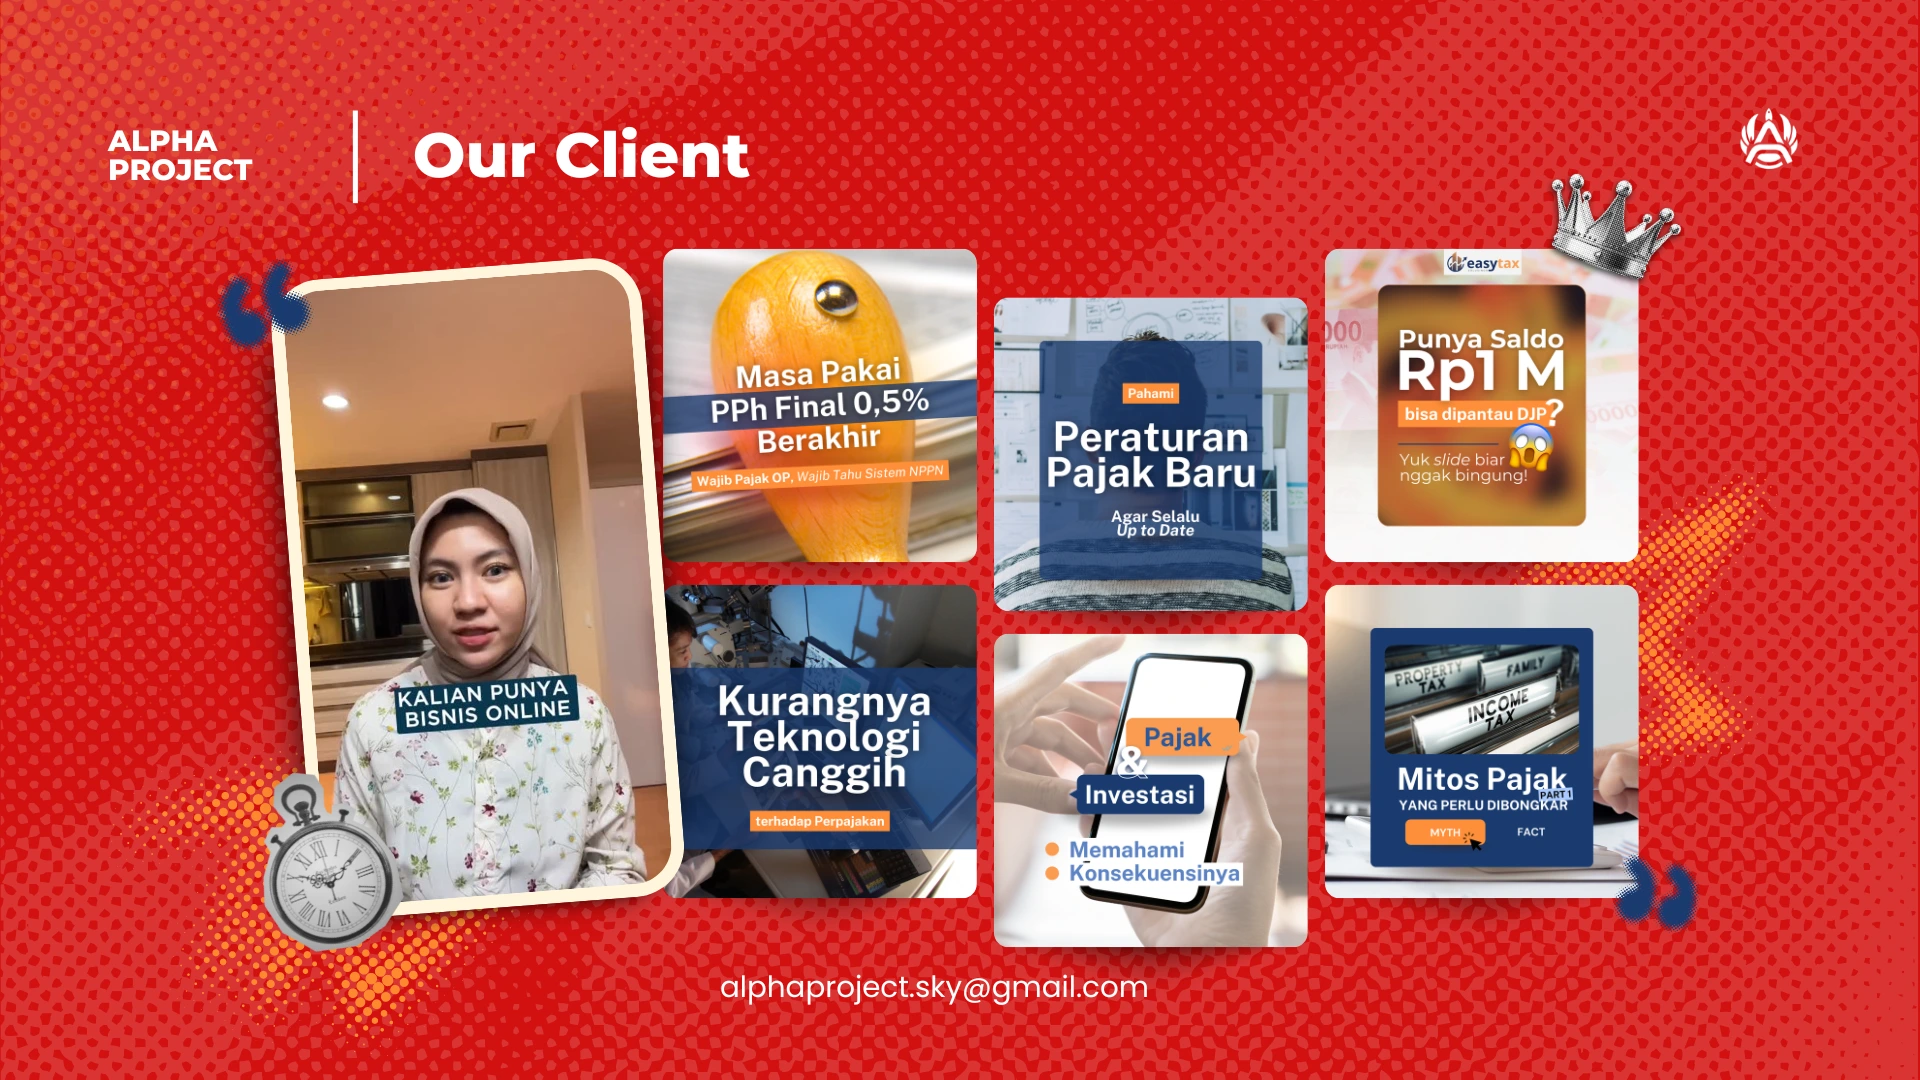 ALPHA
PROJECT
Our Client
KALIAN PUNYA
BISNIS ONLINE
Masa Pakai
PPh Final 0,5%
Berakhir
Wajib Pajak OP, Wajib Tahu Sistem NPPN
Kurangnya
Teknologi
Canggih
terhadap Perpajakan
Pahami
Peraturan
Pajak Baru
Agar Selalu
Up to Date
Pajak
&
Investasi
Memahami
Konsekuensinya
easytax
Punya Saldo
Rp1 M
bisa dipantau DJP?
Yuk slide biar
nggak bingung!
PROPERTY
TAX
FAMILY
INCOME
TAX
Mitos Pajak
PART 1
YANG PERLU DIBONGKAR
MYTH
FACT
alphaproject.sky@gmail.com